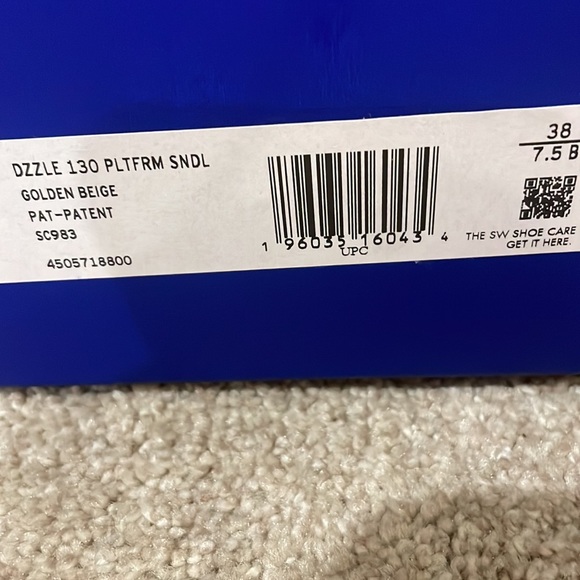 DZZLE 130 PLTFRM SNDL
GOLDEN BEIGE
PAT-PATENT
SC983
4505718800
1 96035 16043 4
UPC
38
7.5 B
THE SW SHOE CARE
GET IT HERE.